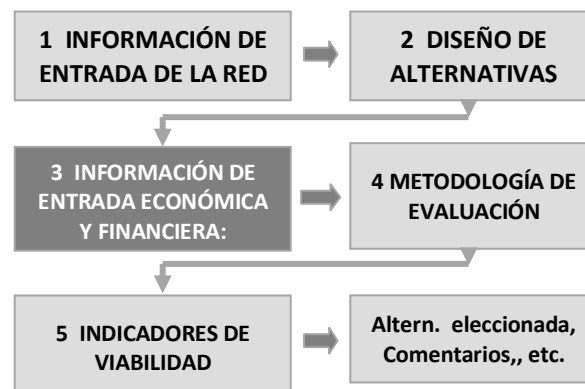 1 INFORMACIÓN DE
ENTRADA DE LA RED
2 DISEÑO DE
ALTERNATIVAS
3 INFORMACIÓN DE
ENTRADA ECONÓMICA
Y FINANCIERA:
4 METODOLOGÍA DE
EVALUACIÓN
5 INDICADORES DE
VIABILIDAD
Altern. eleccionada,
Comentarios,, etc.